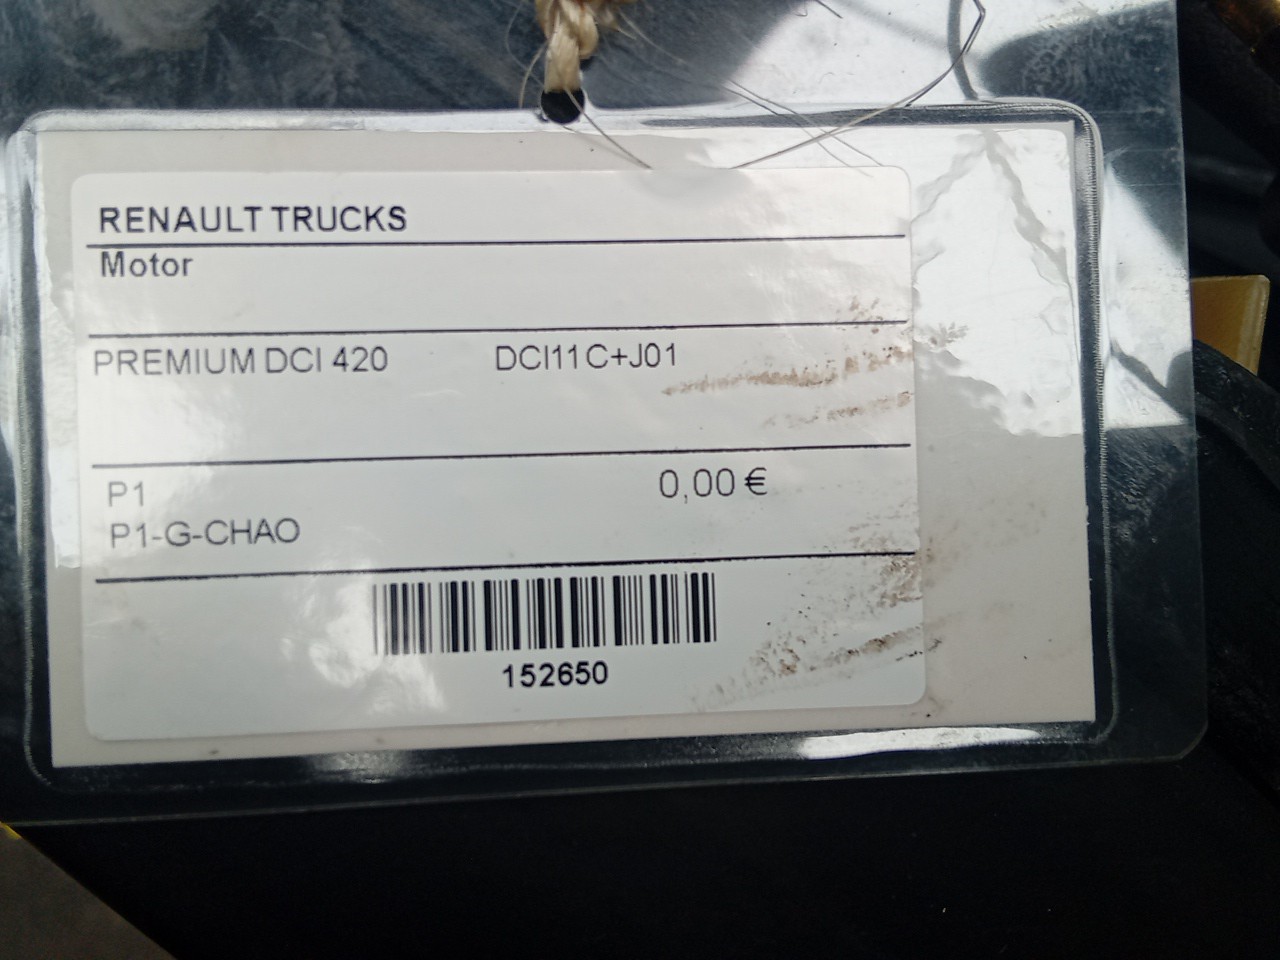 RENAULT TRUCKS
Motor
PREMIUM DCI 420 DCI11C+J01
P1 0,00 €
P1-G-CHAO
152650